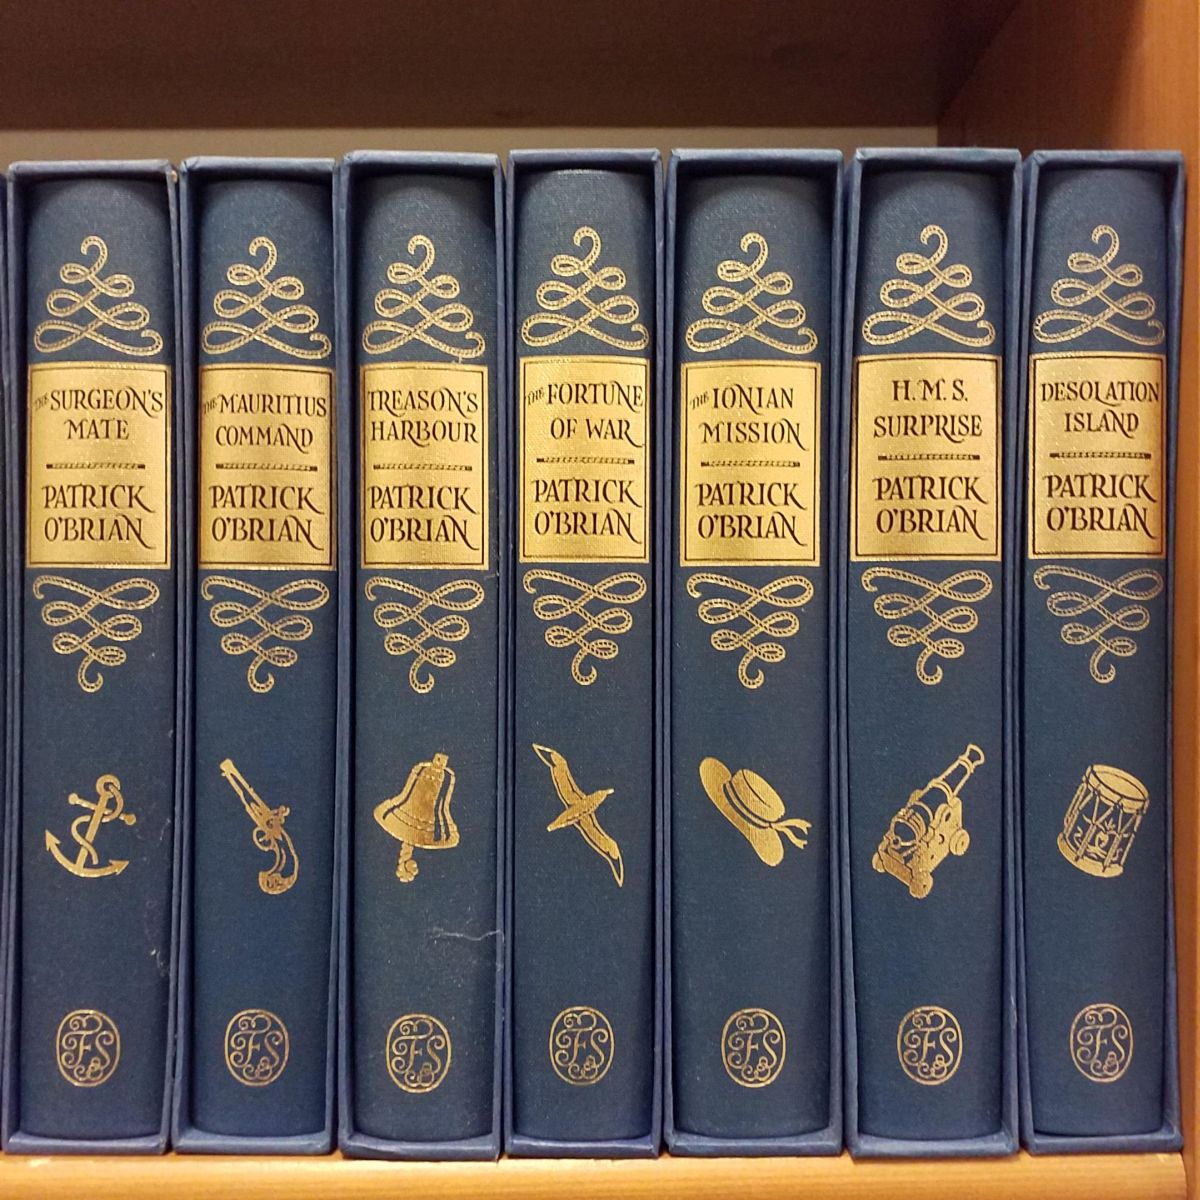 THE SURGEON'S
MATE
PATRICK
O'BRIAN
FS
THE MAURITIUS
COMMAND
PATRICK
O'BRIAN
FS
TREASON'S
HARBOUR
PATRICK
O'BRIAN
FS
THE FORTUNE
OF WAR
PATRICK
O'BRIAN
FS
THE IONIAN
MISSION
PATRICK
O'BRIAN
FS
H.M.S.
SURPRISE
PATRICK
O'BRIAN
FS
DESOLATION
ISLAND
PATRICK
O'BRIAN
FS